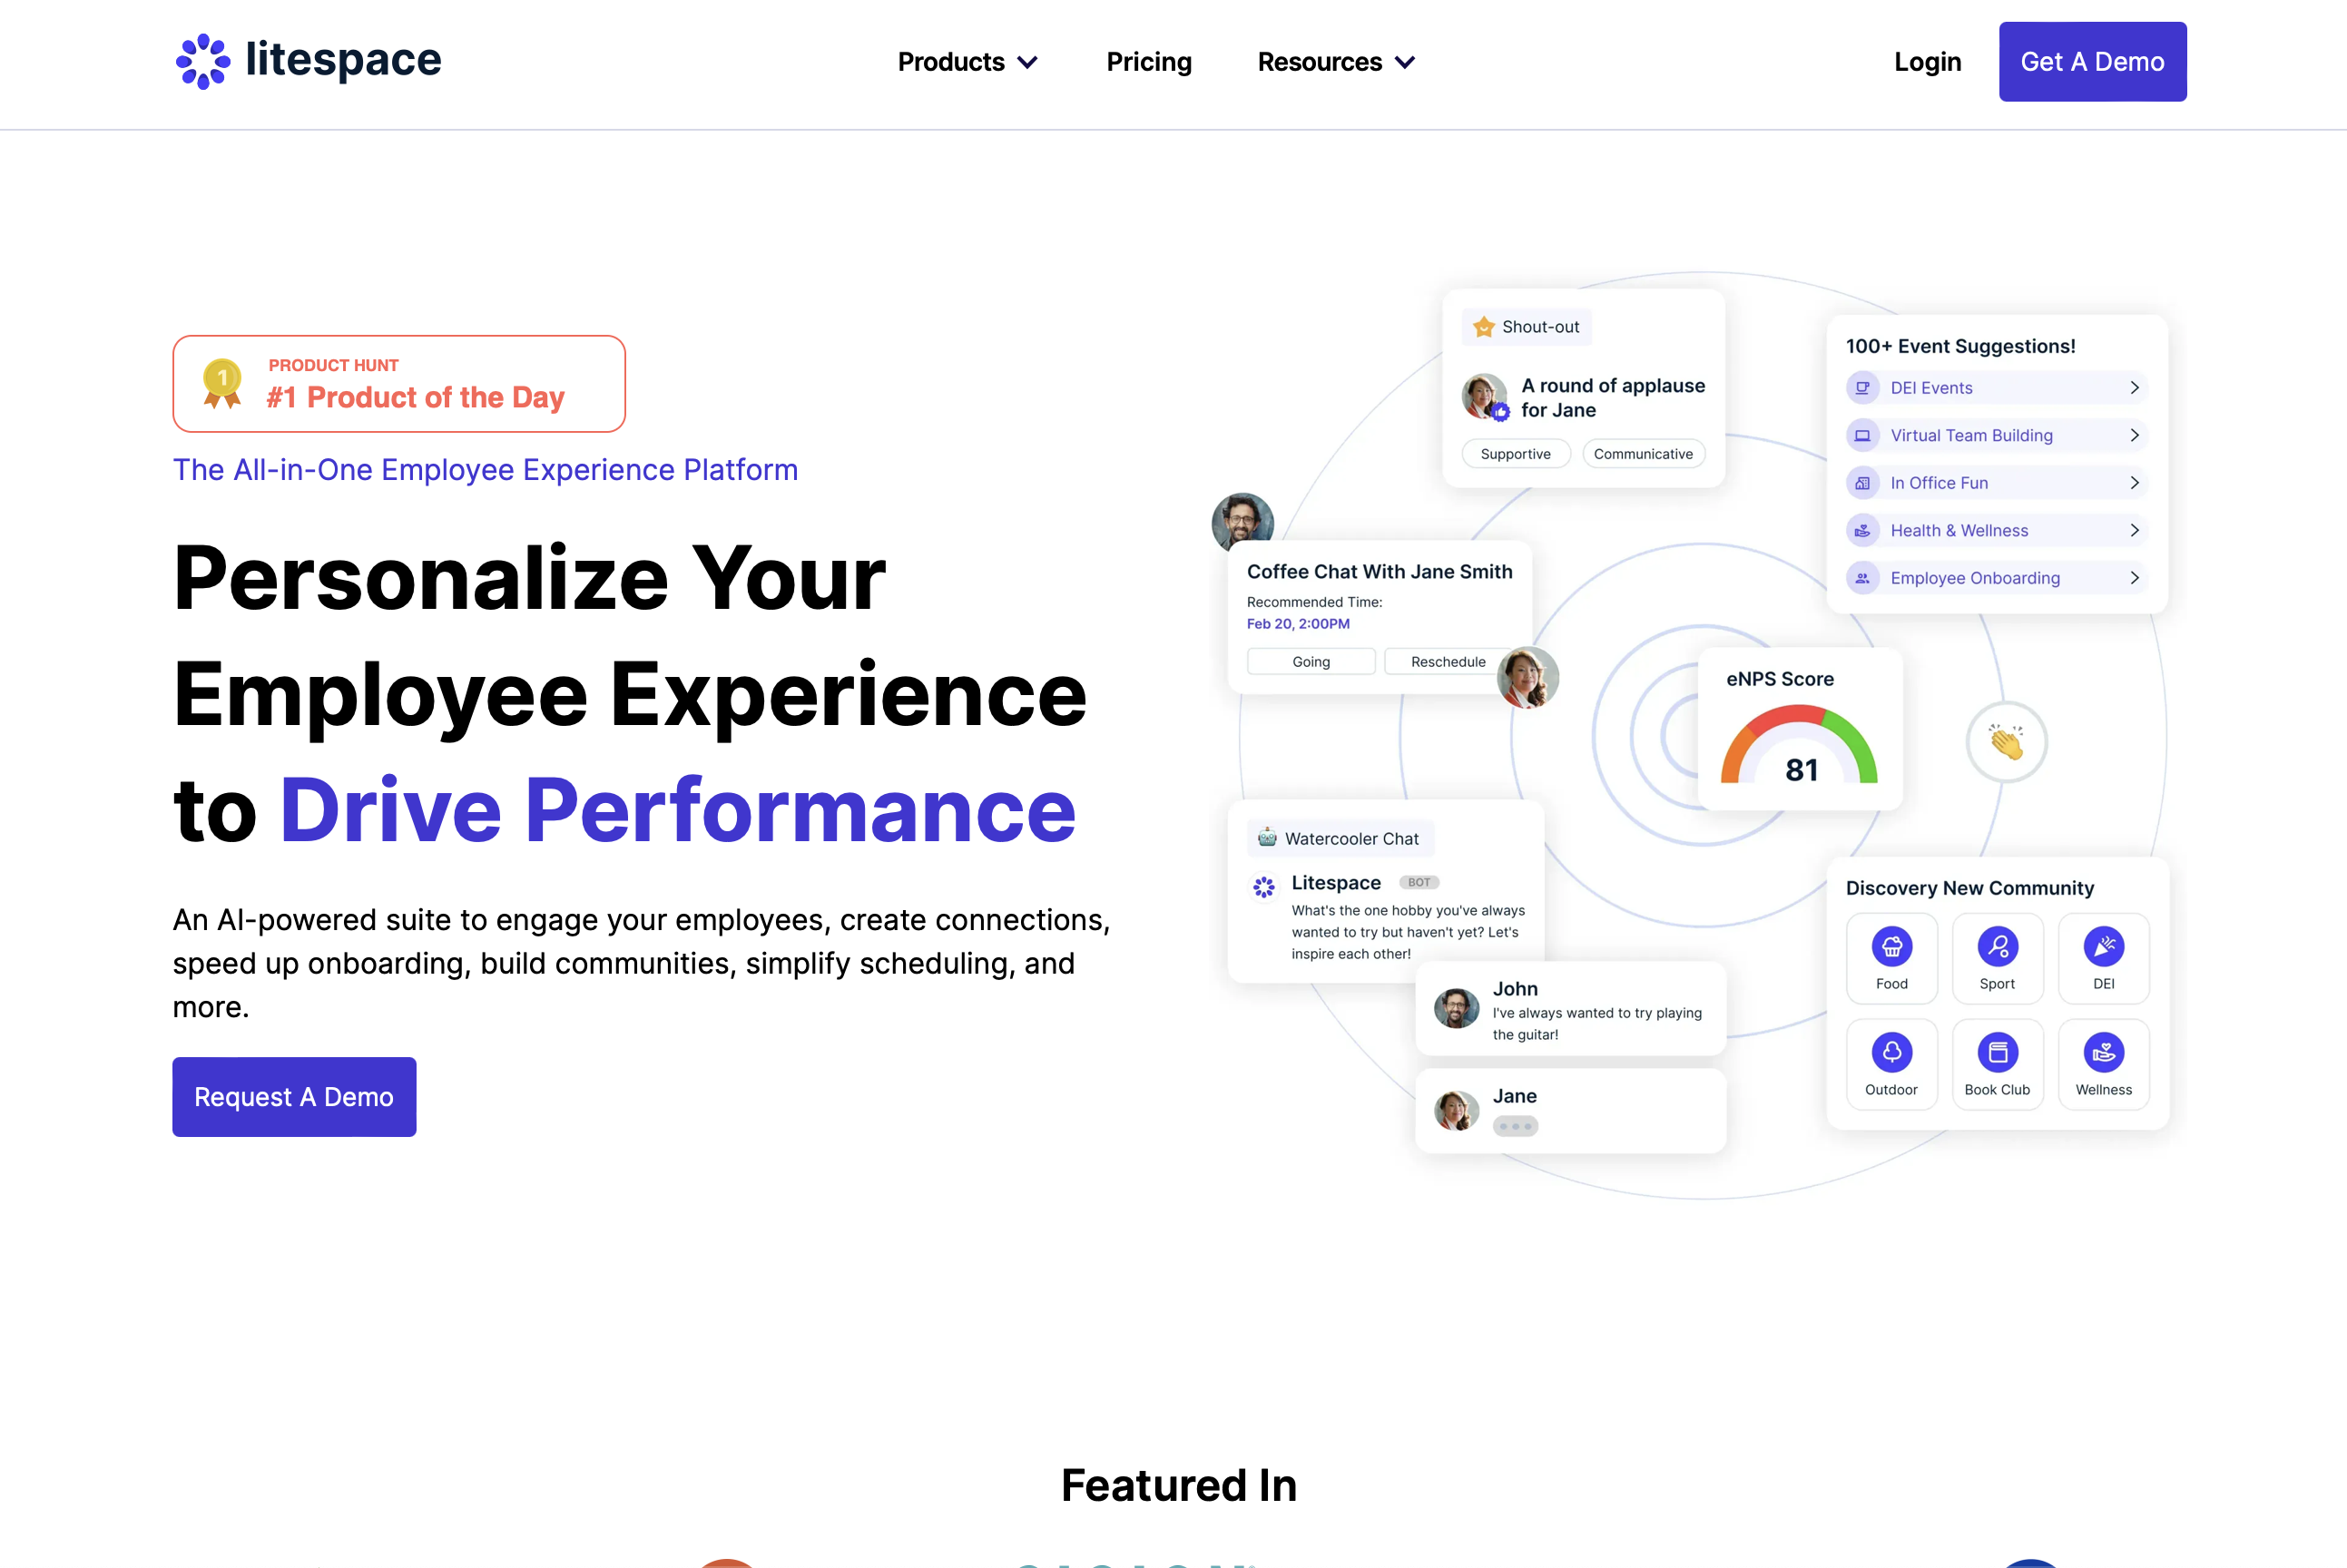 litespace
Products
Pricing
Resources
Login
Get A Demo
1
PRODUCT HUNT
#1 Product of the Day
The All-in-One Employee Experience Platform
Personalize Your
Employee Experience
to Drive Performance
An AI-powered suite to engage your employees, create connections,
speed up onboarding, build communities, simplify scheduling, and
more.
Request A Demo
Shout-out
A round of applause
for Jane
Supportive
Communicative
100+ Event Suggestions!
DEI Events
Virtual Team Building
In Office Fun
Health & Wellness
Employee Onboarding
Coffee Chat With Jane Smith
Recommended Time:
Feb 20, 2:00PM
Going
Reschedule
eNPS Score
81
Watercooler Chat
Litespace BOT
What's the one hobby you've always
wanted to try but haven't yet? Let's
inspire each other!
John
I've always wanted to try playing
the guitar!
Jane
Discovery New Community
Food
Sport
DEI
Outdoor
Book Club
Wellness
Featured In